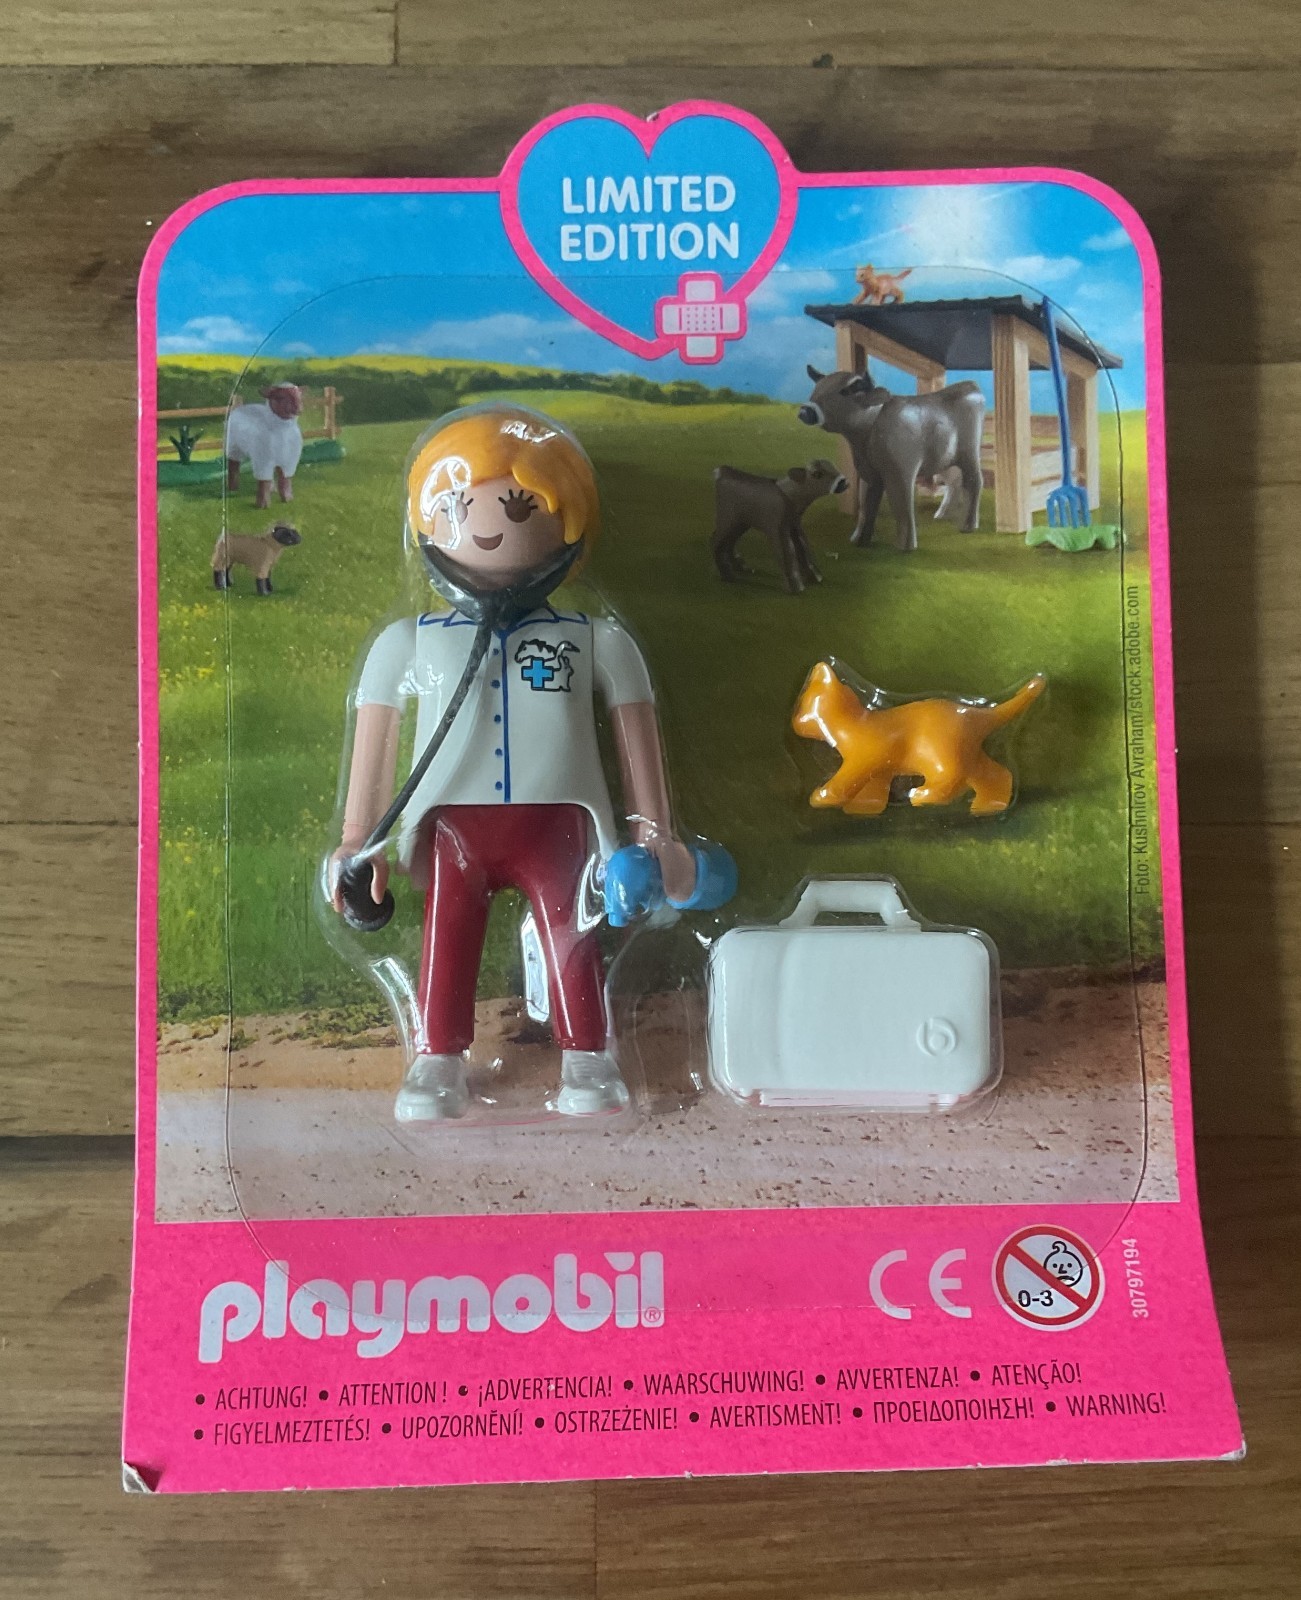 LIMITED
EDITION
Foto: Kushnirov Avraham/stock.adobe.com
playmobil®
CE
0-3
30797194
• ACHTUNG! • ATTENTION ! • ¡ADVERTENCIA! • WAARSCHUWING! • AVVERTENZA! • ATENÇÃO!
• FIGYELMEZTETÉS! • UPOZORNĚNÍ! • OSTRZEŻENIE! • AVERTISMENT! • ΠΡΟΕΙΔΟΠΟΙΗΣΗ! • WARNING!